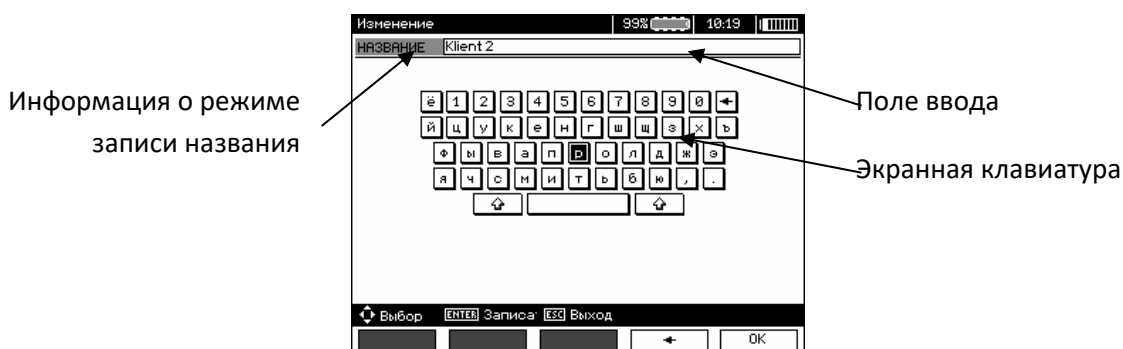 Изменение 99% 10:19
НАЗВАНИЕ Klient 2
Информация о режиме
записи названия
Поле ввода
Экранная клавиатура
ё 1 2 3 4 5 6 7 8 9 0 ←
й ц у к е н г ш щ з х ъ
ф ы в а п р о л д ж э
я ч с м и т ь б ю , .
Выбор ENTER Записа ESC Выход
← OK